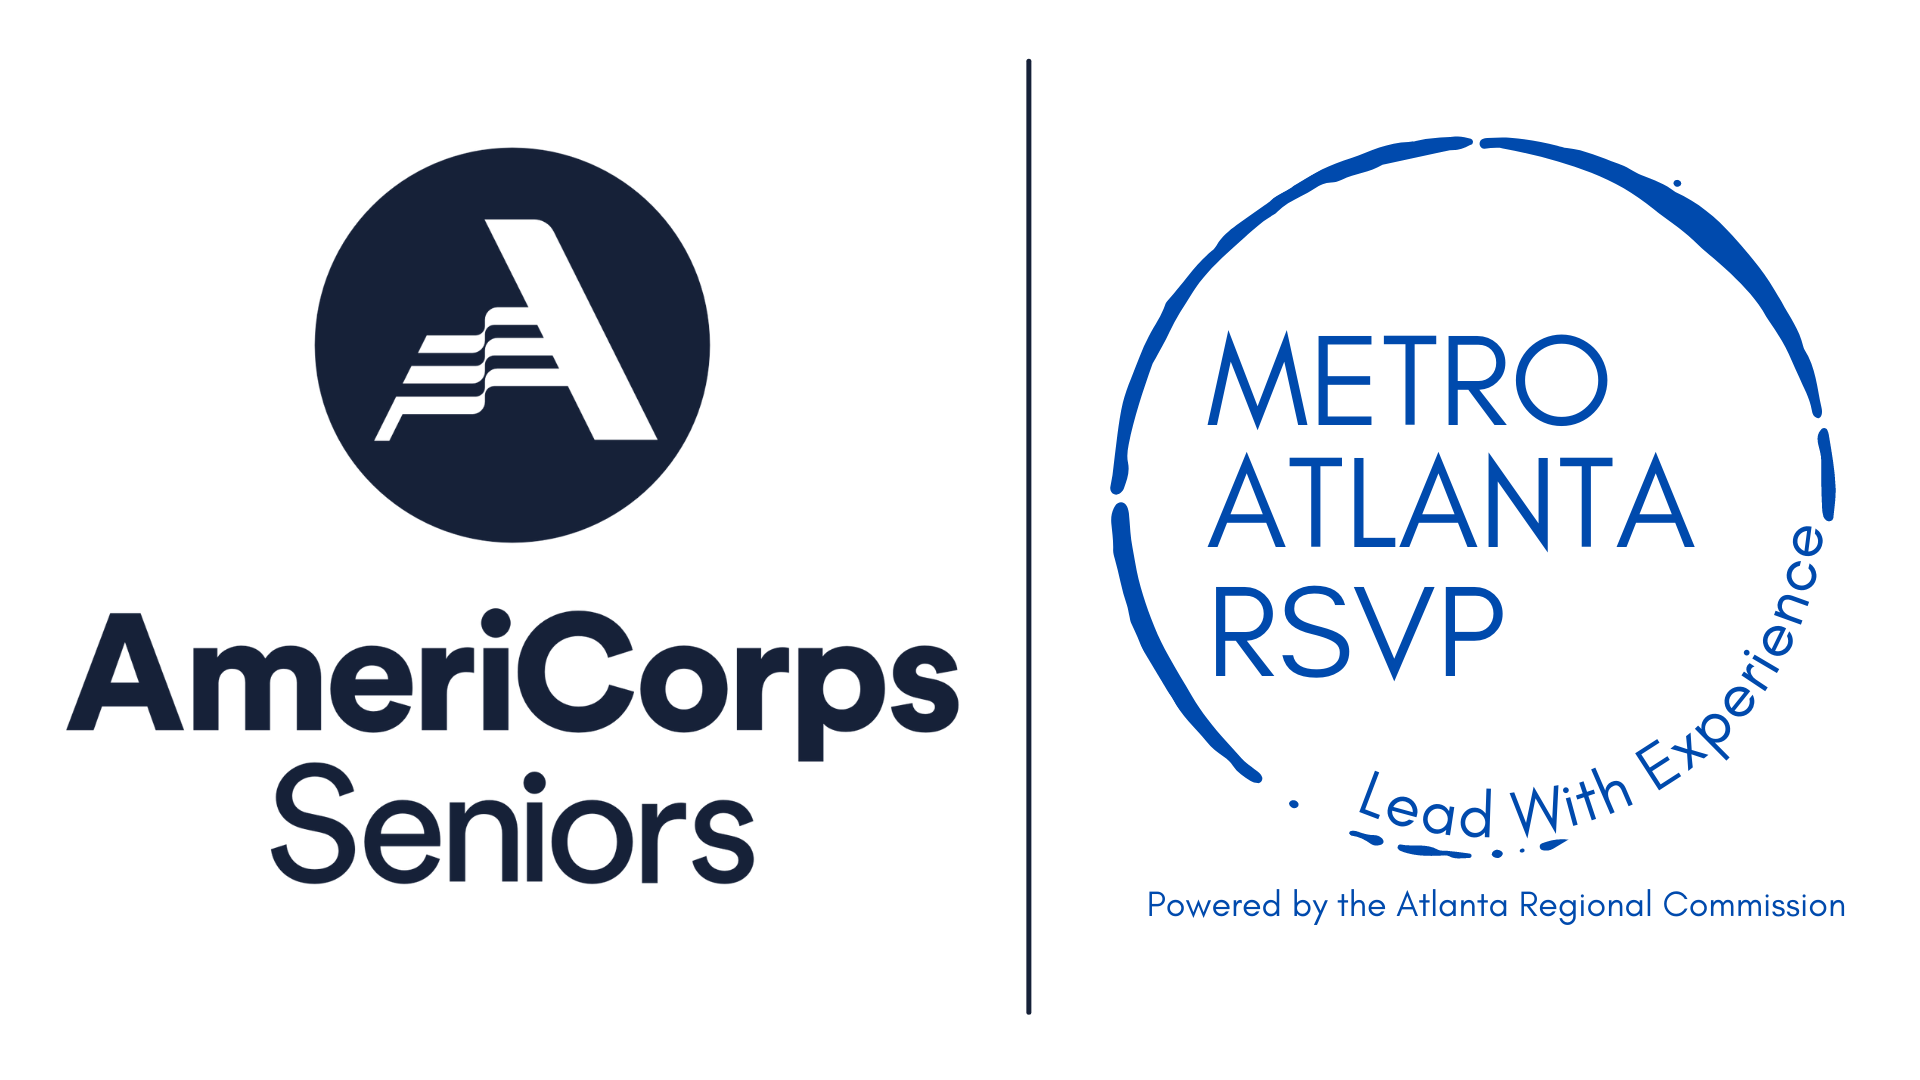 AmeriCorps
Seniors
METRO
ATLANTA
RSVP
Lead With Experience
Powered by the Atlanta Regional Commission